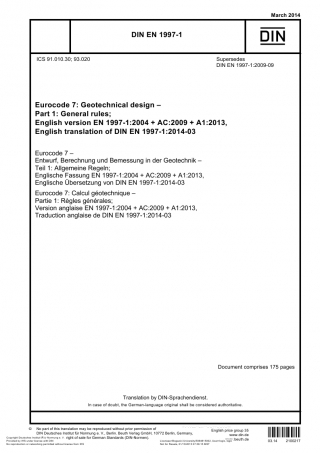 March 2014
DIN EN 1997-1
DIN
ICS 91.010.30; 93.020
Supersedes
DIN EN 1997-1:2009-09
Eurocode 7: Geotechnical design –
Part 1: General rules;
English version EN 1997-1:2004 + AC:2009 + A1:2013,
English translation of DIN EN 1997-1:2014-03
Eurocode 7 –
Entwurf, Berechnung und Bemessung in der Geotechnik –
Teil 1: Allgemeine Regeln;
Englische Fassung EN 1997-1:2004 + AC:2009 + A1:2013,
Englische Übersetzung von DIN EN 1997-1:2014-03
Eurocode 7: Calcul géotechnique –
Partie 1: Règles générales;
Version anglaise EN 1997-1:2004 + AC:2009 + A1:2013,
Traduction anglaise de DIN EN 1997-1:2014-03
Document comprises 175 pages
Translation by DIN-Sprachendienst.
In case of doubt, the German-language original shall be considered authoritative.
No part of this translation may be reproduced without prior permission of
DIN Deutsches Institut für Normung e. V., Berlin. Beuth Verlag GmbH, 10772 Berlin, Germany,
right of sale for German Standards (DIN-Normen).
English price group 35
www.din.de
www.beuth.de
03.14